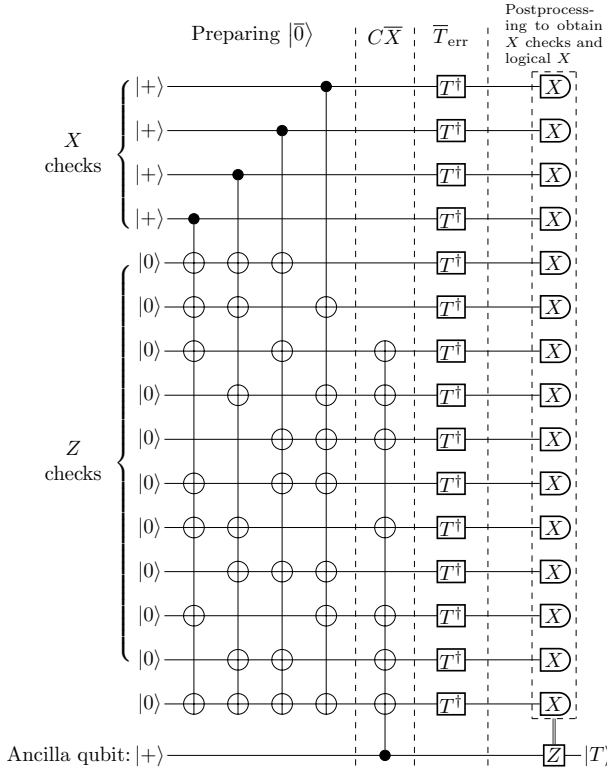 Postprocess-
ing to obtain
X checks and
logical X
Preparing |0̅⟩ CX̅ T̅err
|+⟩ T† X
|+⟩ T† X
X
checks
|+⟩ T† X
|+⟩ T† X
|0⟩ T† X
|0⟩ T† X
|0⟩ T† X
|0⟩ T† X
|0⟩ T† X
Z
checks
|0⟩ T† X
|0⟩ T† X
|0⟩ T† X
|0⟩ T† X
|0⟩ T† X
|0⟩ T† X
Ancilla qubit: |+⟩ Z |T⟩